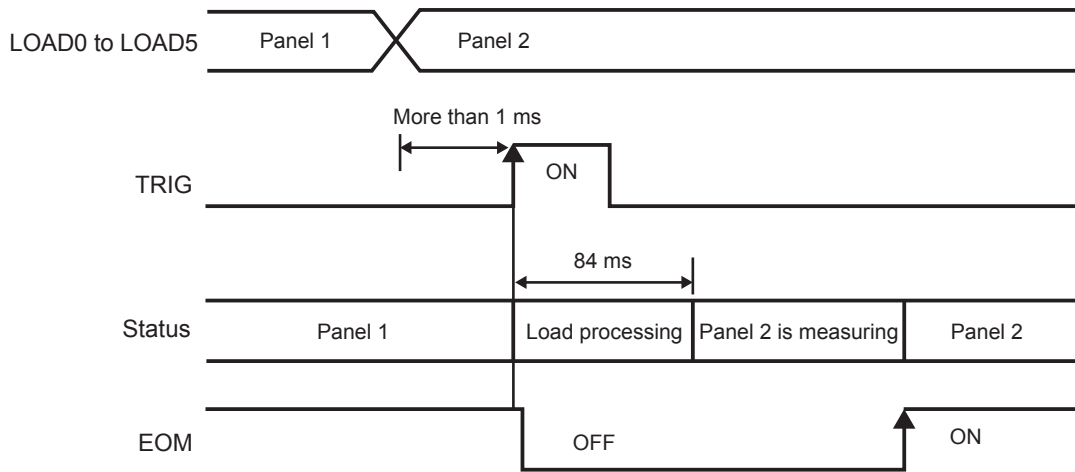 LOAD0 to LOAD5
Panel 1
Panel 2
More than 1 ms
TRIG
ON
84 ms
Status
Panel 1
Load processing
Panel 2 is measuring
Panel 2
EOM
OFF
ON